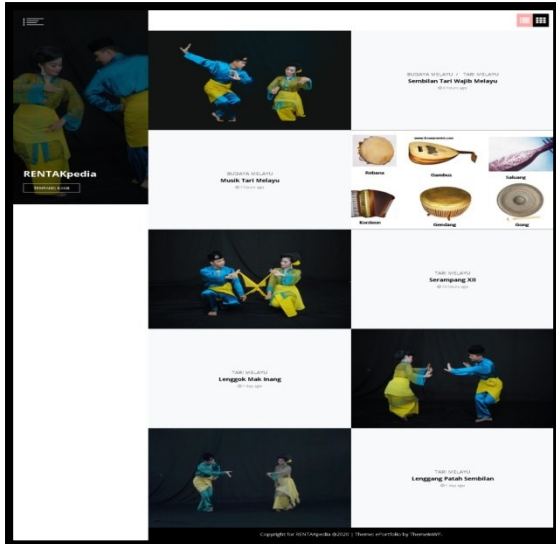 RENTAKpedia
BUDAYA MELAYU / TARI MELAYU
Sembilan Tari Wajib Melayu
BUDAYA MELAYU
Musik Tari Melayu
Rebana
Gambus
Saluang
Kordeon
Gendang
Gong
TARI MELAYU
Serampang XII
TARI MELAYU
Lenggok Mak Inang
TARI MELAYU
Lenggang Patah Sembilan
Copyright for RENTAKpedia @2020 | Theme: ePortfolio by ThemeinWP.